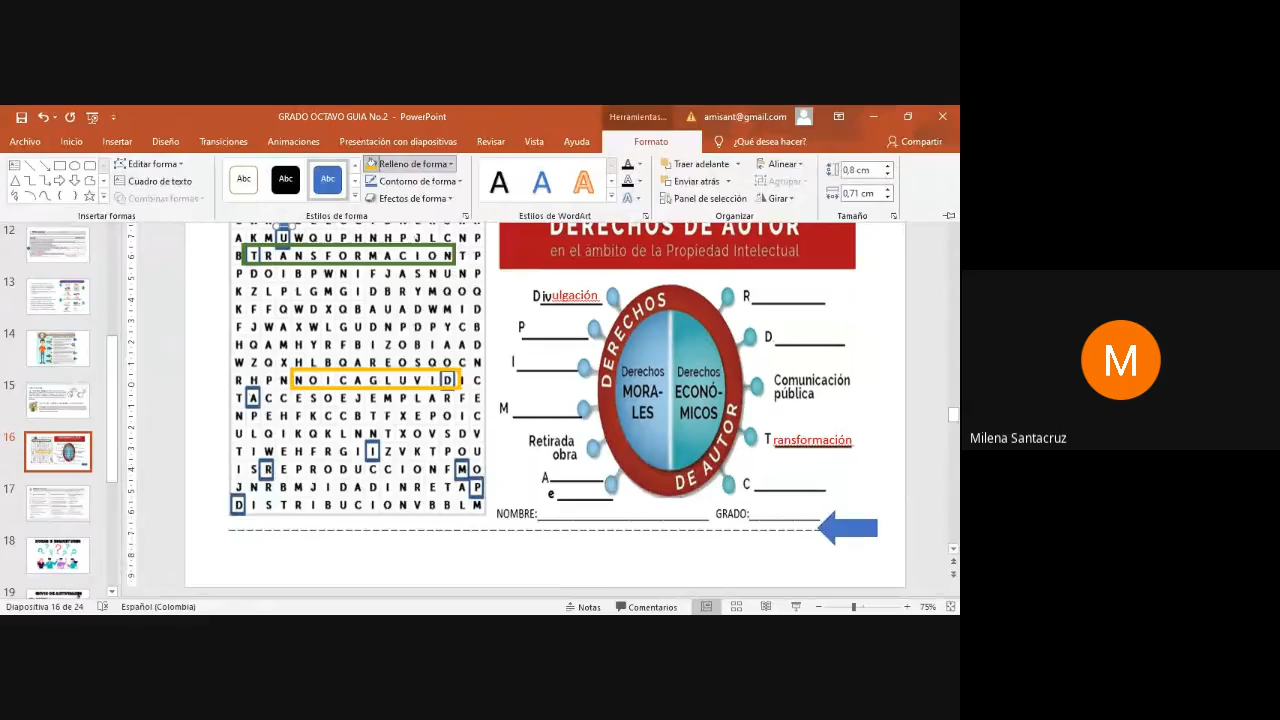 GRADO OCTAVO GUIA No.2 - PowerPoint
Herramientas...
amisant@gmail.com
Archivo Inicio Insertar Diseño Transiciones Animaciones Presentación con diapositivas Revisar Vista Ayuda Formato ¿Qué desea hacer? Compartir
Editar forma
Cuadro de texto
Combinar formas
Insertar formas
Abc Abc Abc
Relleno de forma
Contorno de forma
Efectos de forma
Estilos de forma
A A A
Estilos de WordArt
Traer adelante
Enviar atrás
Panel de selección
Alinear
Agrupar
Girar
Organizar
0,8 cm
0,71 cm
Tamaño
12
13
14
15
16
17
18
19
A K M U W O U P H N H P J L C N P
B T R A N S F O R M A C I O N T P
P D O I B P W N I F J A S N U N P
K Z L P L G M G I D B R Y M Q O O
K F F Q W D X Q B A U A D W M I D
F J W A X W L G U D N P D P Y C B
H Q A M H Y R F B I Z O B I A A D
W Z Q X H L B Q A R E O S O O C N
R H P N N O I C A G L U V I D I C
T A C C E S O E J E M P L A R F E
N P E H F K C C B T F X E P O I C
U L Q I K Q K L N N T X O V S D V
T I W E H F R G I I Z V K T P O U
I S R E P R O D U C C I O N F M O
J N R B M J I D A D I N R E T A P
D I S T R I B U C I O N V B B L M
DERECHOS DE AUTOR
en el ámbito de la Propiedad Intelectual
Divulgación
P
I
M
Retirada
obra
A
e
DERECHOS
DE AUTOR
Derechos
MORA-
LES
Derechos
ECONÓ-
MICOS
R
D
Comunicación
pública
Transformación
C
NOMBRE: GRADO:
Diapositiva 16 de 24 Español (Colombia) Notas Comentarios 75%
M
Milena Santacruz